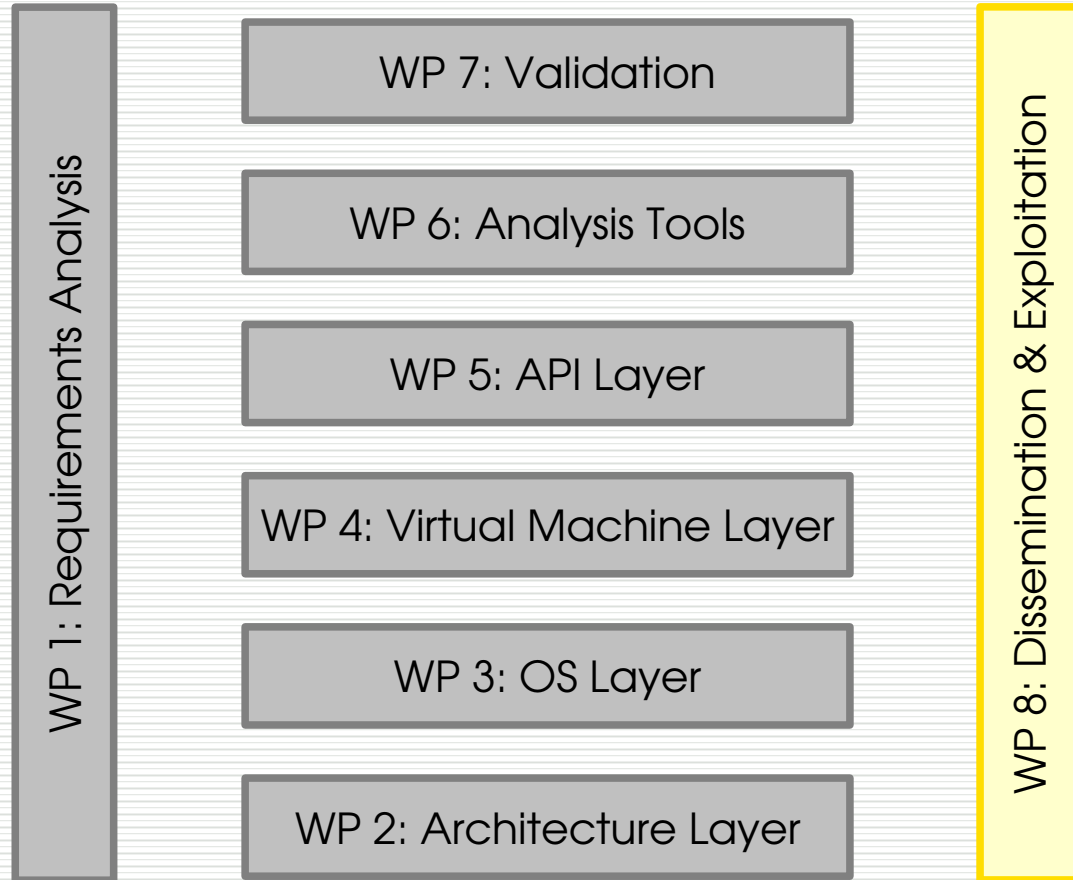 WP 1: Requirements Analysis
WP 7: Validation
WP 6: Analysis Tools
WP 5: API Layer
WP 4: Virtual Machine Layer
WP 3: OS Layer
WP 2: Architecture Layer
WP 8: Dissemination & Exploitation